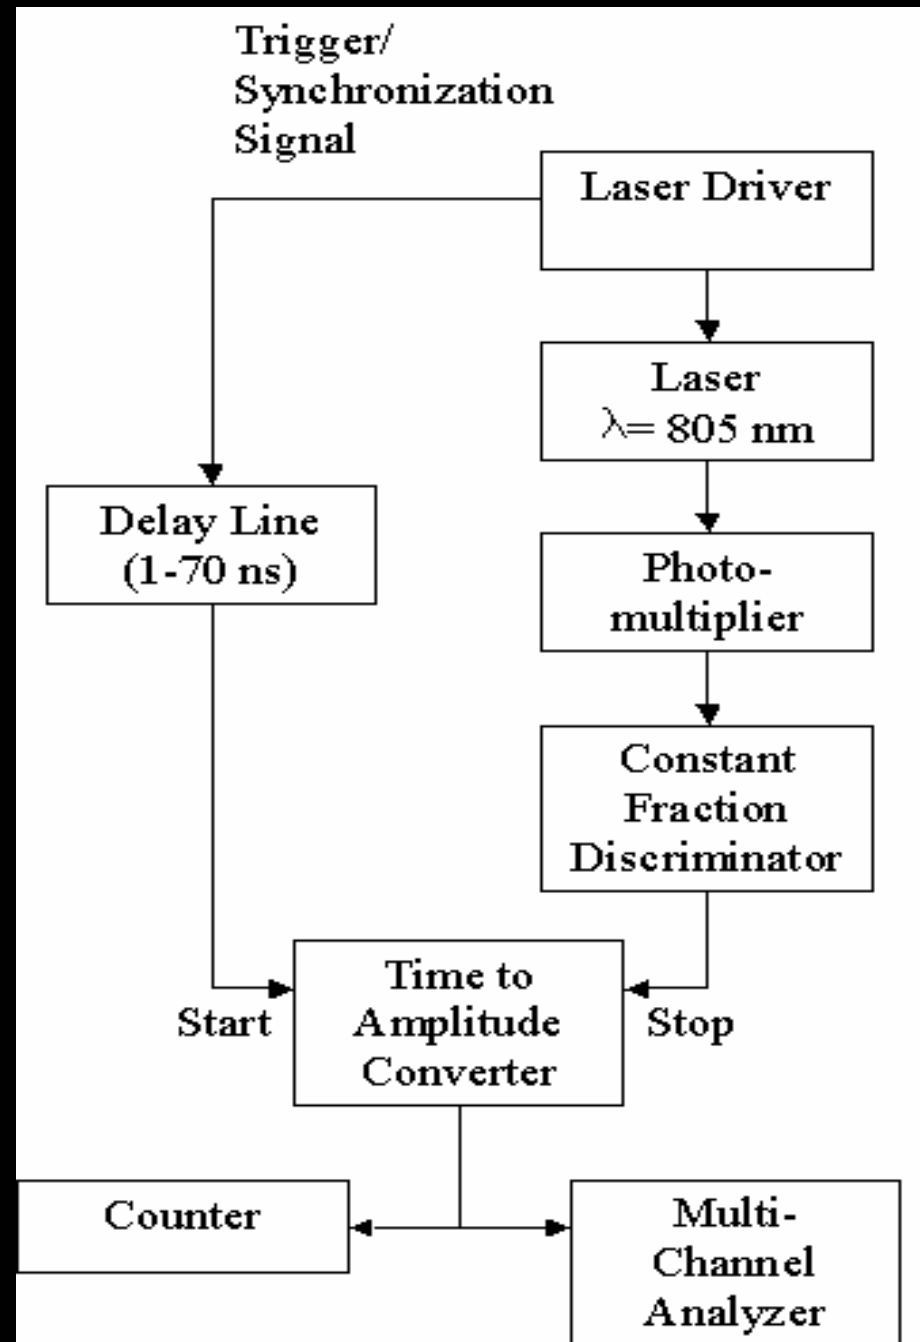 Trigger/
Synchronization
Signal
Laser Driver
Laser
λ= 805 nm
Delay Line
(1-70 ns)
Photo-
multiplier
Constant
Fraction
Discriminator
Time to
Amplitude
Converter
Start
Stop
Counter
Multi-
Channel
Analyzer